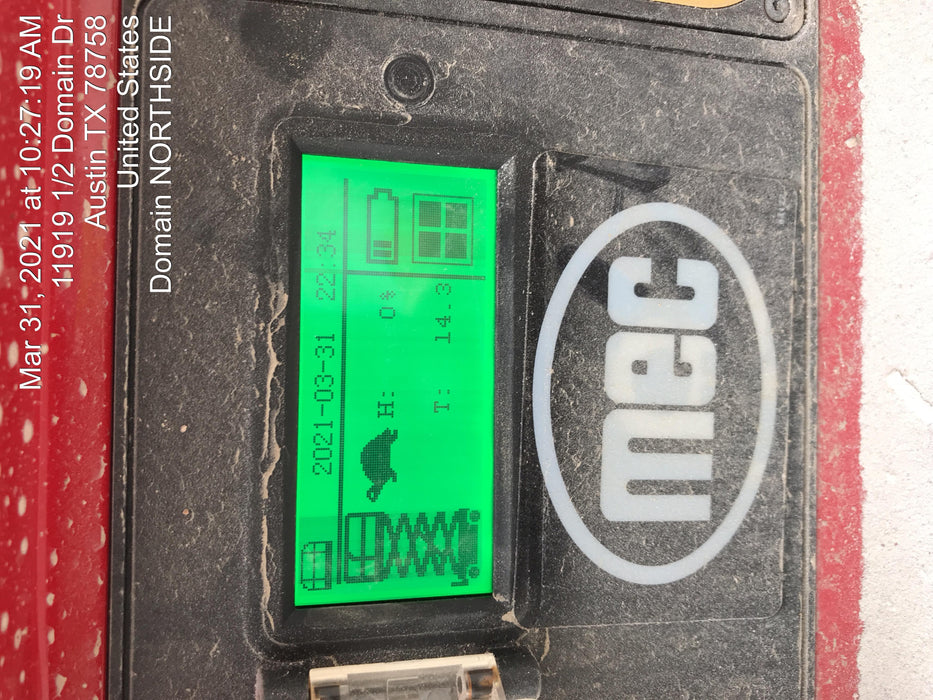 Mar 31, 2021 at 10:27:19 AM
11919 1/2 Domain Dr
Austin TX 78758
United States
Domain NORTHSIDE
2021-03-31 22:34
H: 0%
T: 14.3
mec